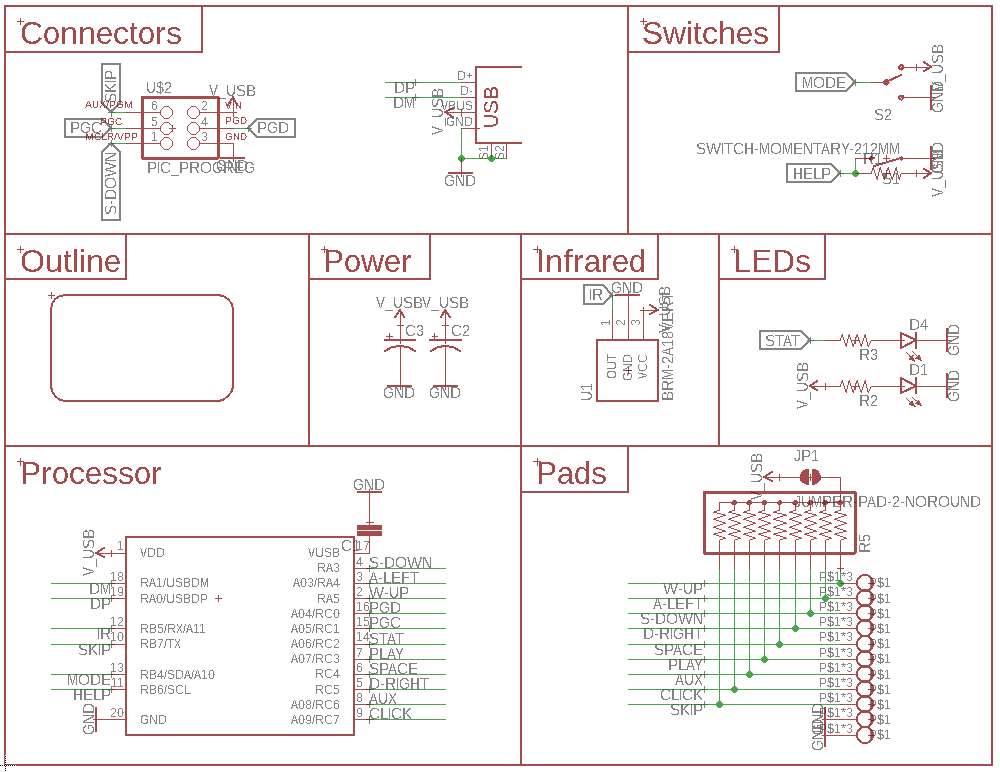 Connectors
SKIP
U$2
V_USB
AUX/PGM
6
2
V_IN
PGC
PGC
5
4
PGD
PGD
MCLR/VPP
1
3
GND
PIC_PROGREG
S-DOWN
DP
D+
DM
D-
V_USB
VBUS
GND
USB
S1
S2
GND
Switches
MODE
V_USB
GND
S2
SWITCH-MOMENTARY-212MM
HELP
S1
GND
V_USB
Outline
Power
V_USB
V_USB
C3
C2
GND
GND
Infrared
IR
GND
1
2
3
OUT
GND
VCC
U1
LEDs
STAT
R3
D4
GND
V_USB
R2
D1
GND
Processor
GND
V_USB
1
VDD
VUSB
17
C1
RA3
4
S-DOWN
18
RA1/USBDM
A03/RA4
3
A-LEFT
DM
19
RA0/USBDP
RA5
2
W-UP
DP
A04/RC0
16
PGD
12
RB5/RX/A11
A05/RC1
15
PGC
IR
10
RB7/TX
A06/RC2
14
STAT
SKIP
A07/RC3
7
PLAY
13
RB4/SDA/A10
RC4
6
SPACE
MODE
11
RB6/SCL
RC5
5
D-RIGHT
HELP
A08/RC6
8
AUX
GND
20
GND
A09/RC7
9
CLICK
Pads
JP1
V_USB
JUMPER-PAD-2-NOROUND
R5
P$1*3
P$1
W-UP
P$1*3
P$1
A-LEFT
P$1*3
P$1
S-DOWN
P$1*3
P$1
D-RIGHT
P$1*3
P$1
SPACE
P$1*3
P$1
PLAY
P$1*3
P$1
AUX
P$1*3
P$1
CLICK
P$1*3
P$1
SKIP
P$1*3
P$1
GND
P$1*3
P$1
GND